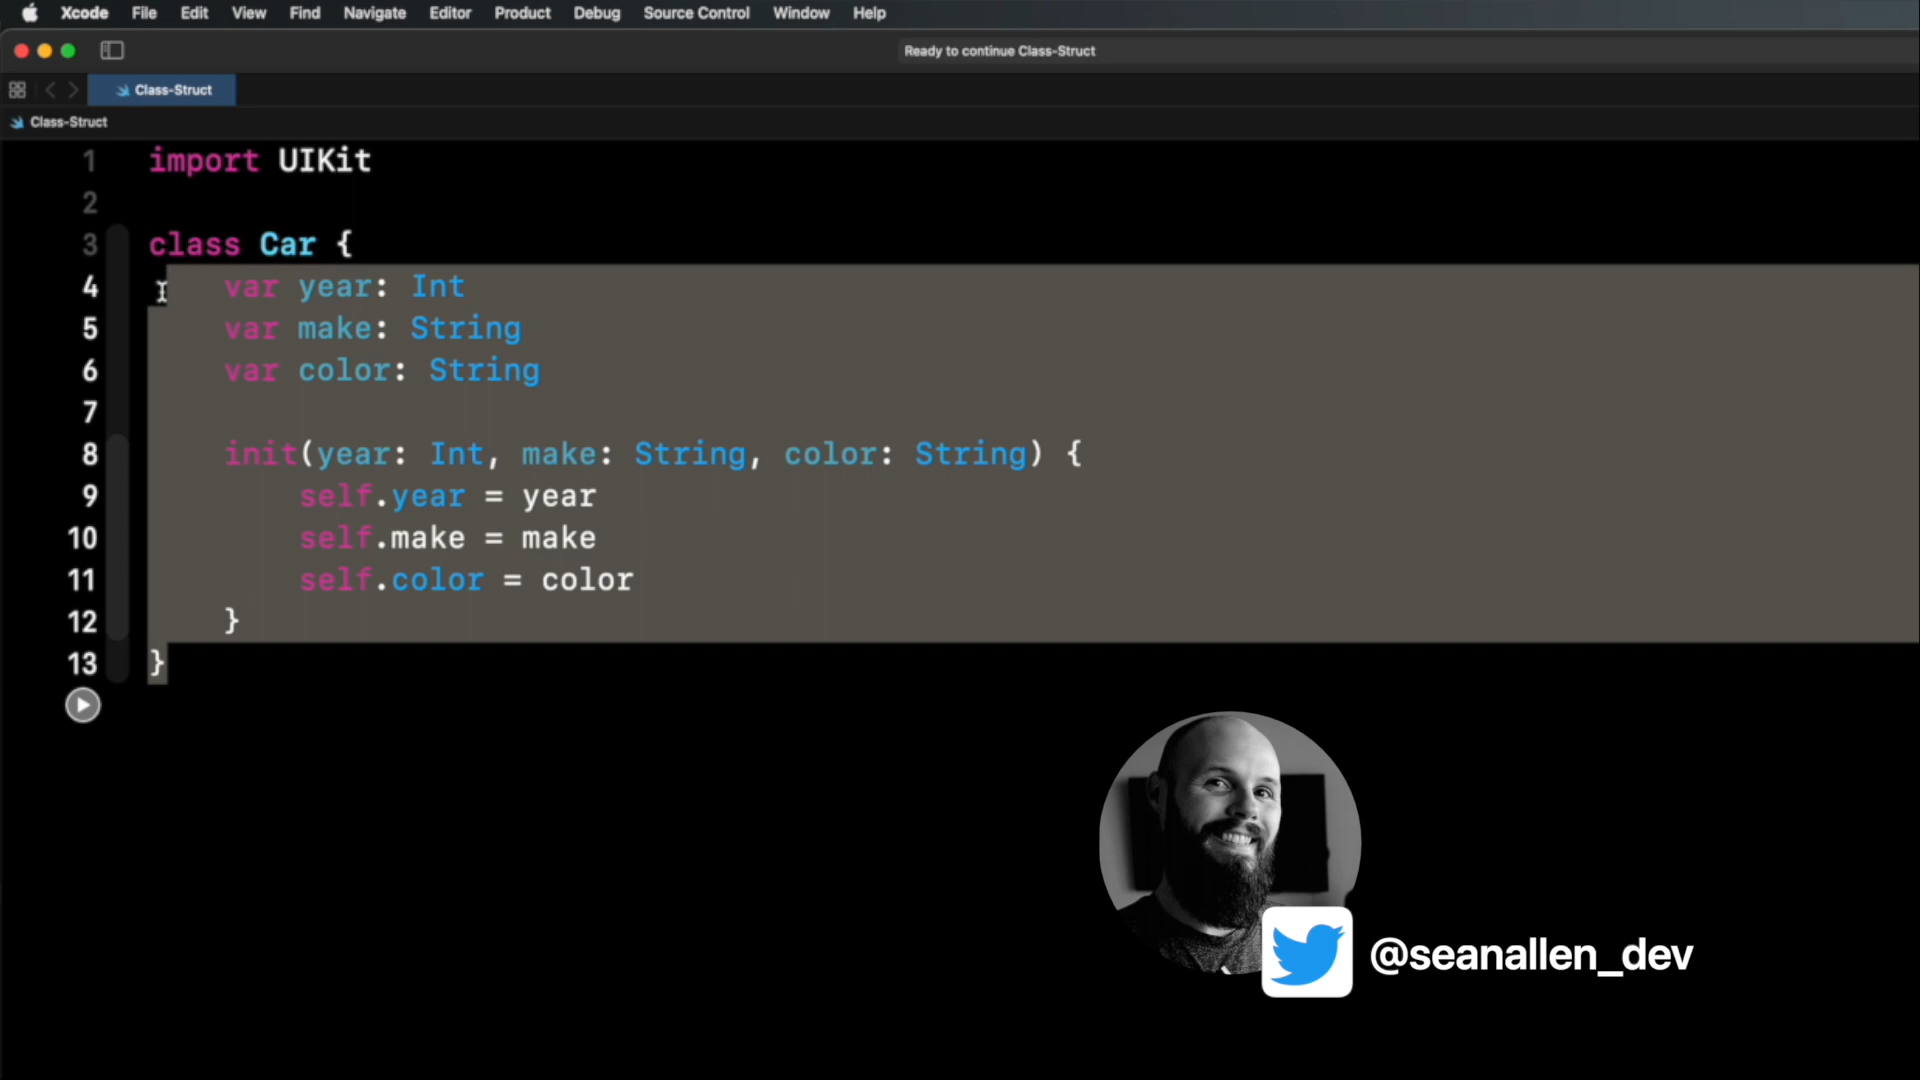 Xcode File Edit View Find Navigate Editor Product Debug Source Control Window Help
Ready to continue Class-Struct
Class-Struct
Class-Struct
1 import UIKit
2
3 class Car {
4     var year: Int
5     var make: String
6     var color: String
7
8     init(year: Int, make: String, color: String) {
9         self.year = year
10         self.make = make
11         self.color = color
12     }
13 }
@seanallen_dev